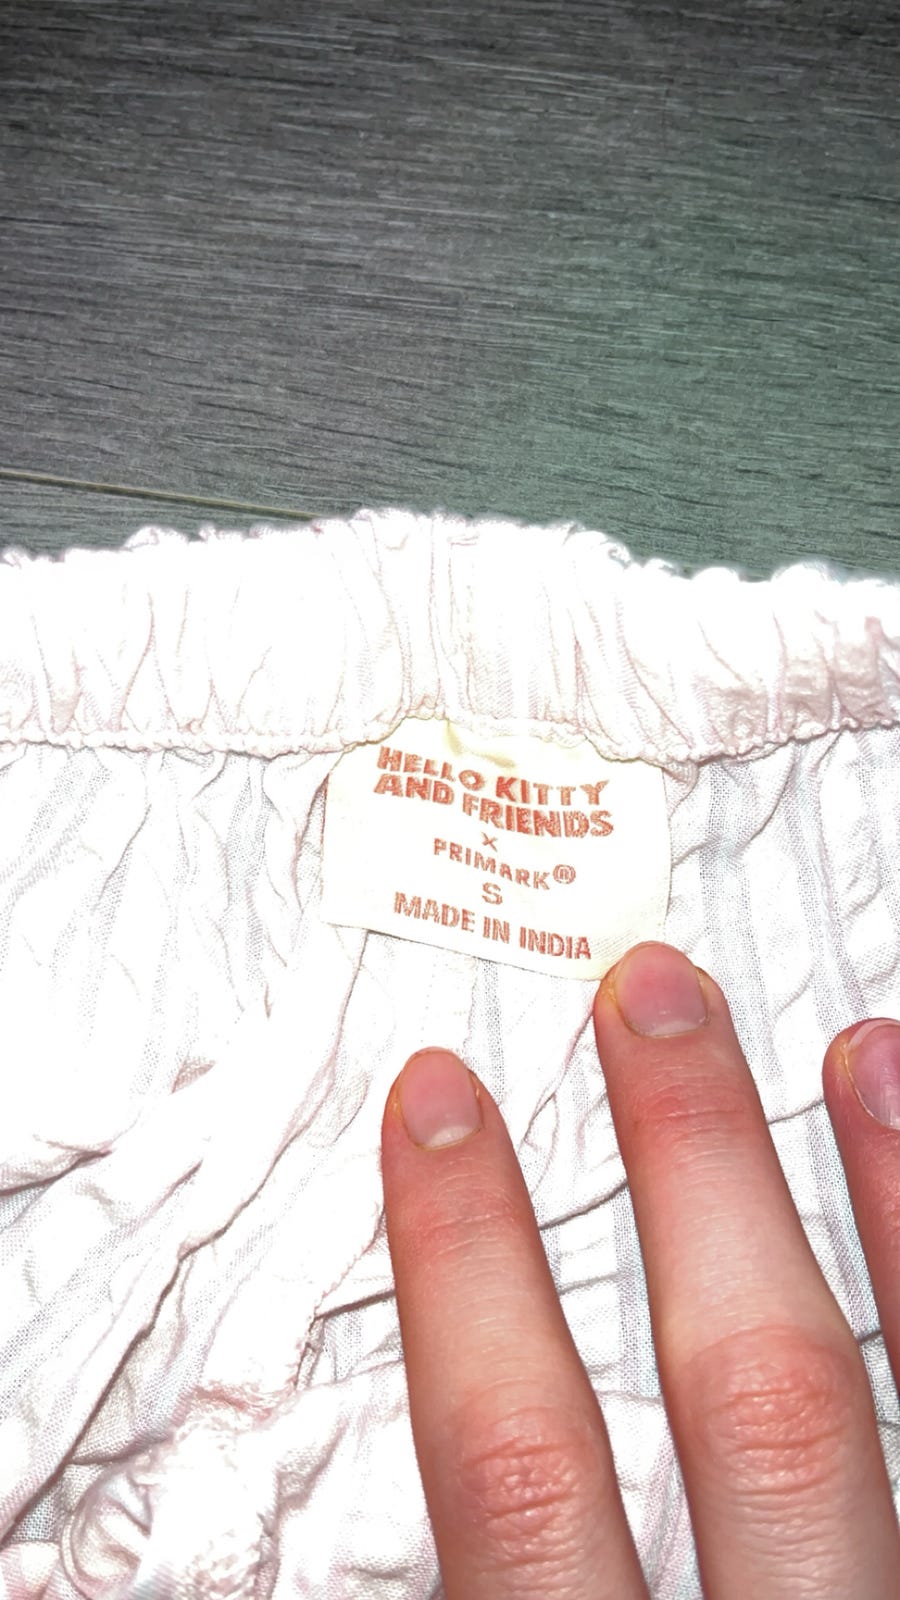 HELLO KITTY
AND FRIENDS
×
PRIMARK®
S
MADE IN INDIA